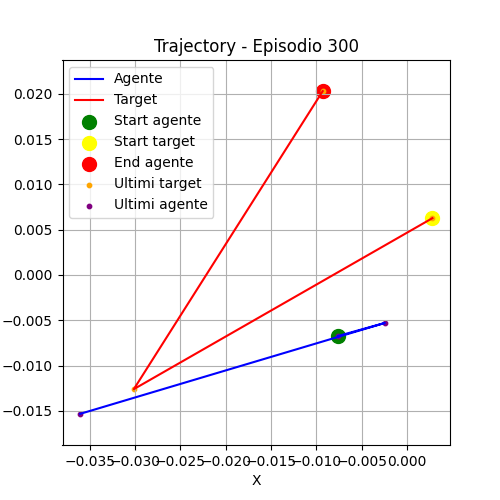 Trajectory - Episodio 300
Agente
Target
Start agente
Start target
End agente
Ultimi target
Ultimi agente
0.020
0.015
0.010
0.005
0.000
−0.005
−0.010
−0.015
−0.035 −0.030 −0.025 −0.020 −0.015 −0.010 −0.005 0.000
X